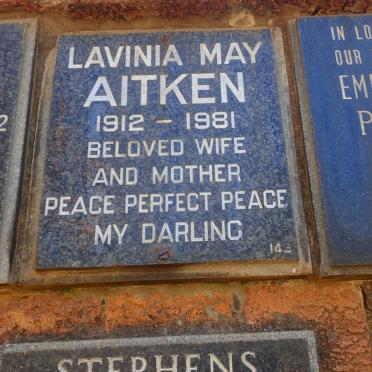 LAVINIA MAY
AITKEN
1912 – 1981
BELOVED WIFE
AND MOTHER
PEACE PERFECT PEACE
MY DARLING
IN LO
OUR
EM
P
STEPHENS